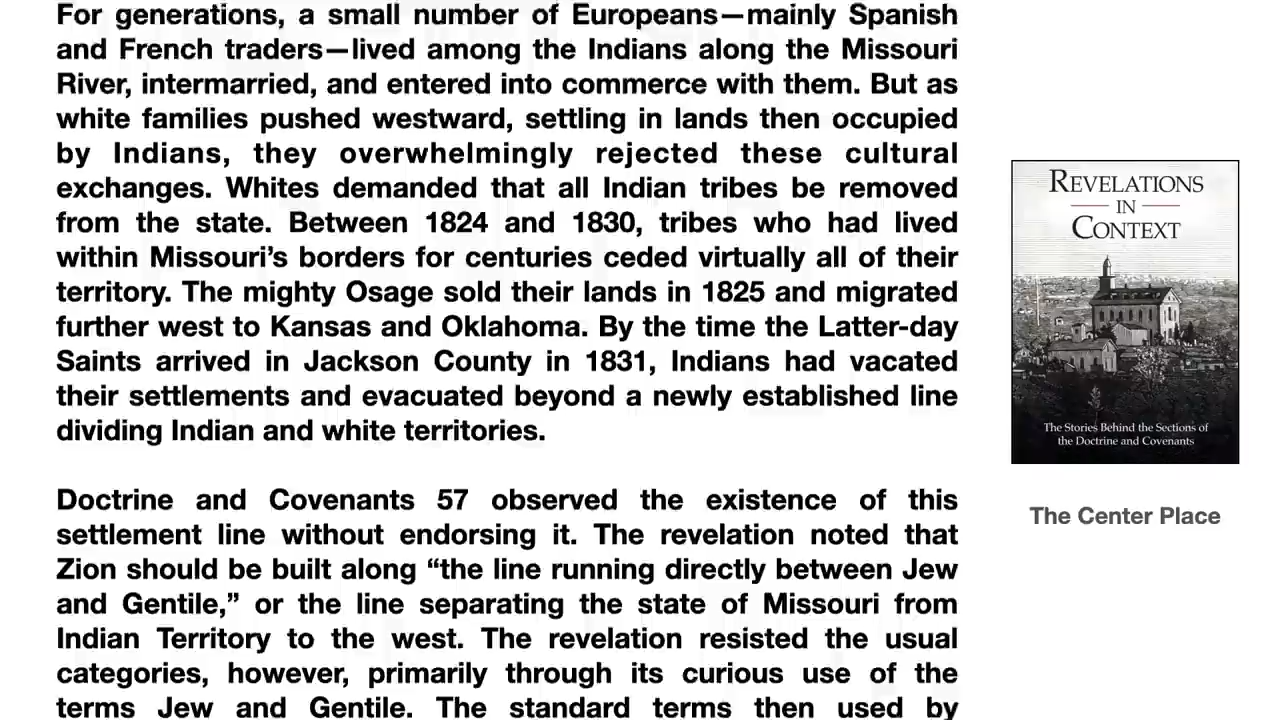 For generations, a small number of Europeans—mainly Spanish
and French traders—lived among the Indians along the Missouri
River, intermarried, and entered into commerce with them. But as
white families pushed westward, settling in lands then occupied
by Indians, they overwhelmingly rejected these cultural
exchanges. Whites demanded that all Indian tribes be removed
from the state. Between 1824 and 1830, tribes who had lived
within Missouri’s borders for centuries ceded virtually all of their
territory. The mighty Osage sold their lands in 1825 and migrated
further west to Kansas and Oklahoma. By the time the Latter-day
Saints arrived in Jackson County in 1831, Indians had vacated
their settlements and evacuated beyond a newly established line
dividing Indian and white territories.
Doctrine and Covenants 57 observed the existence of this
settlement line without endorsing it. The revelation noted that
Zion should be built along “the line running directly between Jew
and Gentile,” or the line separating the state of Missouri from
Indian Territory to the west. The revelation resisted the usual
categories, however, primarily through its curious use of the
terms Jew and Gentile. The standard terms then used by
REVELATIONS
IN
CONTEXT
The Stories Behind the Sections of
the Doctrine and Covenants
The Center Place